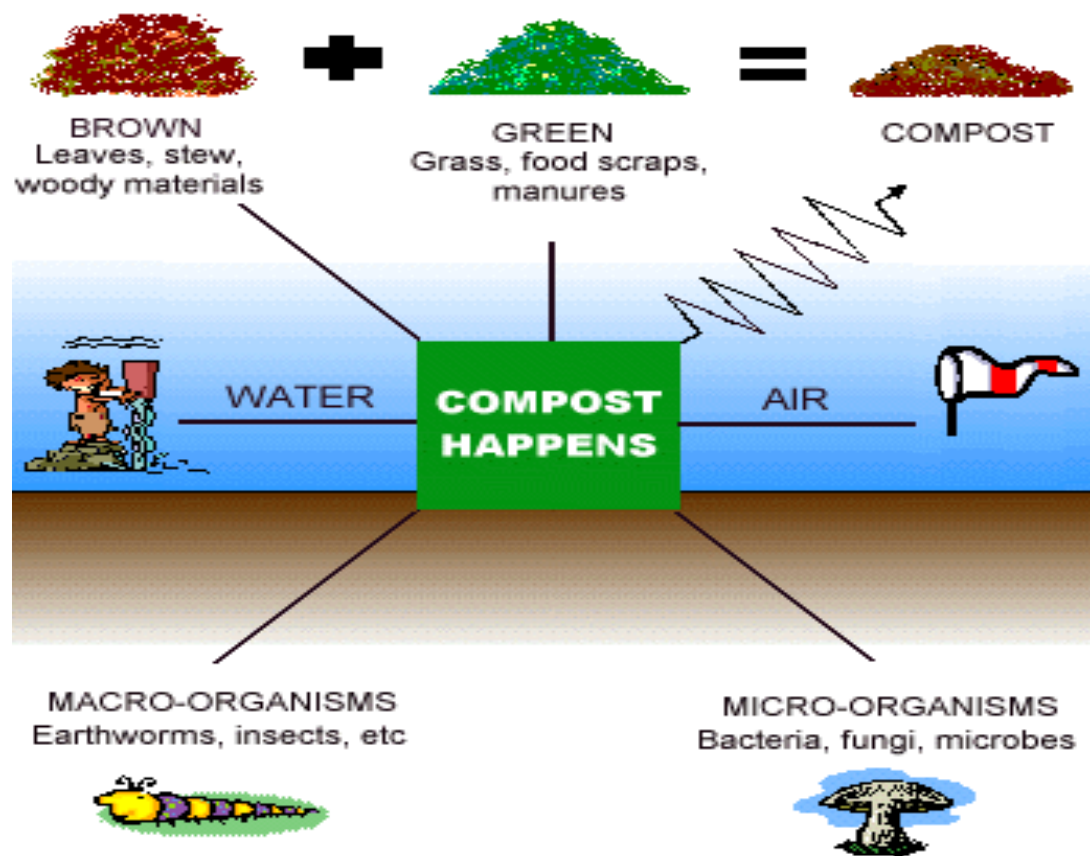 BROWN
Leaves, stew,
woody materials
GREEN
Grass, food scraps,
manures
COMPOST
WATER
COMPOST
HAPPENS
AIR
MACRO-ORGANISMS
Earthworms, insects, etc
MICRO-ORGANISMS
Bacteria, fungi, microbes